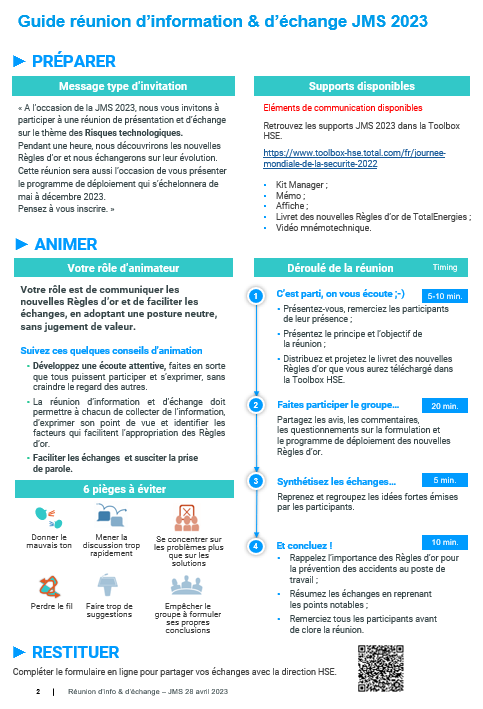 Guide réunion d'information & d'échange JMS 2023
PRÉPARER
Message type d'invitation
« A l'occasion de la JMS 2023, nous vous invitons à
participer à une réunion de présentation et d'échange
sur le thème des Risques technologiques.
Pendant une heure, nous découvrirons les nouvelles
Règles d'or et nous échangerons sur leur évolution.
Cette réunion sera aussi l'occasion de vous présenter
le programme de déploiement qui s'échelonnera de
mai à décembre 2023.
Pensez à vous inscrire. »
Supports disponibles
Eléments de communication disponibles
Retrouvez les supports JMS 2023 dans la Toolbox
HSE.
https://www.toolbox-hse.total.com/fr/journee-
mondiale-de-la-securite-2022
• Kit Manager ;
• Mémo ;
• Affiche ;
• Livret des nouvelles Règles d'or de TotalEnergies ;
• Vidéo mnémotechnique.
ANIMER
Votre rôle d'animateur
Votre rôle est de communiquer les
nouvelles Règles d'or et de faciliter les
échanges, en adoptant une posture neutre,
sans jugement de valeur.
Suivez ces quelques conseils d'animation
• Développez une écoute attentive, faites en sorte
que tous puissent participer et s'exprimer, sans
craindre le regard des autres.
• La réunion d'information et d'échange doit
permettre à chacun de collecter de l'information,
d'exprimer son point de vue et identifier les
facteurs qui facilitent l'appropriation des Règles
d'or.
• Faciliter les échanges et susciter la prise
de parole.
6 pièges à éviter
Donner le
mauvais ton
Mener la
discussion trop
rapidement
Se concentrer sur
les problèmes plus
que sur les
solutions
Perdre le fil
Faire trop de
suggestions
Empêcher le
groupe à formuler
ses propres
conclusions
Déroulé de la réunion Timing
1 C'est parti, on vous écoute ;-) 5-10 min.
• Présentez-vous, remerciez les participants
de leur présence ;
• Présentez le principe et l'objectif de
la réunion ;
• Distribuez et projetez le livret des nouvelles
Règles d'or que vous aurez téléchargé dans
la Toolbox HSE.
2 Faites participer le groupe... 20 min.
Partagez les avis, les commentaires,
les questionnements sur la formulation et
le programme de déploiement des nouvelles
Règles d'or.
3 Synthétisez les échanges... 5 min.
Reprenez et regroupez les idées fortes émises
par les participants.
4 Et concluez ! 10 min.
• Rappelez l'importance des Règles d'or pour
la prévention des accidents au poste de
travail ;
• Résumez les échanges en reprenant
les points notables ;
• Remerciez tous les participants avant
de clore la réunion.
RESTITUER
Compléter le formulaire en ligne pour partager vos échanges avec la direction HSE.
2 | Réunion d'info & d'échange – JMS 28 avril 2023